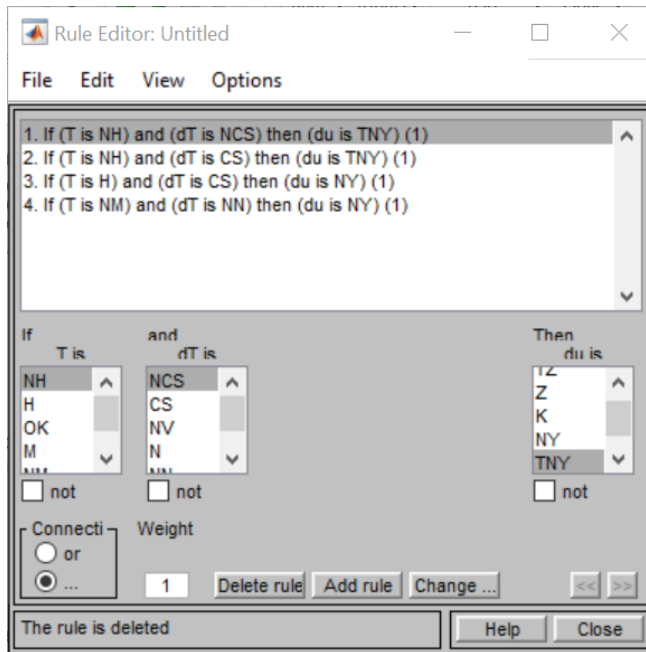 Rule Editor: Untitled
File Edit View Options
1. If (T is NH) and (dT is NCS) then (du is TNY) (1)
2. If (T is NH) and (dT is CS) then (du is TNY) (1)
3. If (T is H) and (dT is CS) then (du is NY) (1)
4. If (T is NM) and (dT is NN) then (du is NY) (1)
If and Then
T is dT is du is
NH NCS TZ
H CS Z
OK NV K
M N NY
NM NN TNY
not not not
Connecti Weight
or
... 1 Delete rule Add rule Change ... << >>
The rule is deleted Help Close